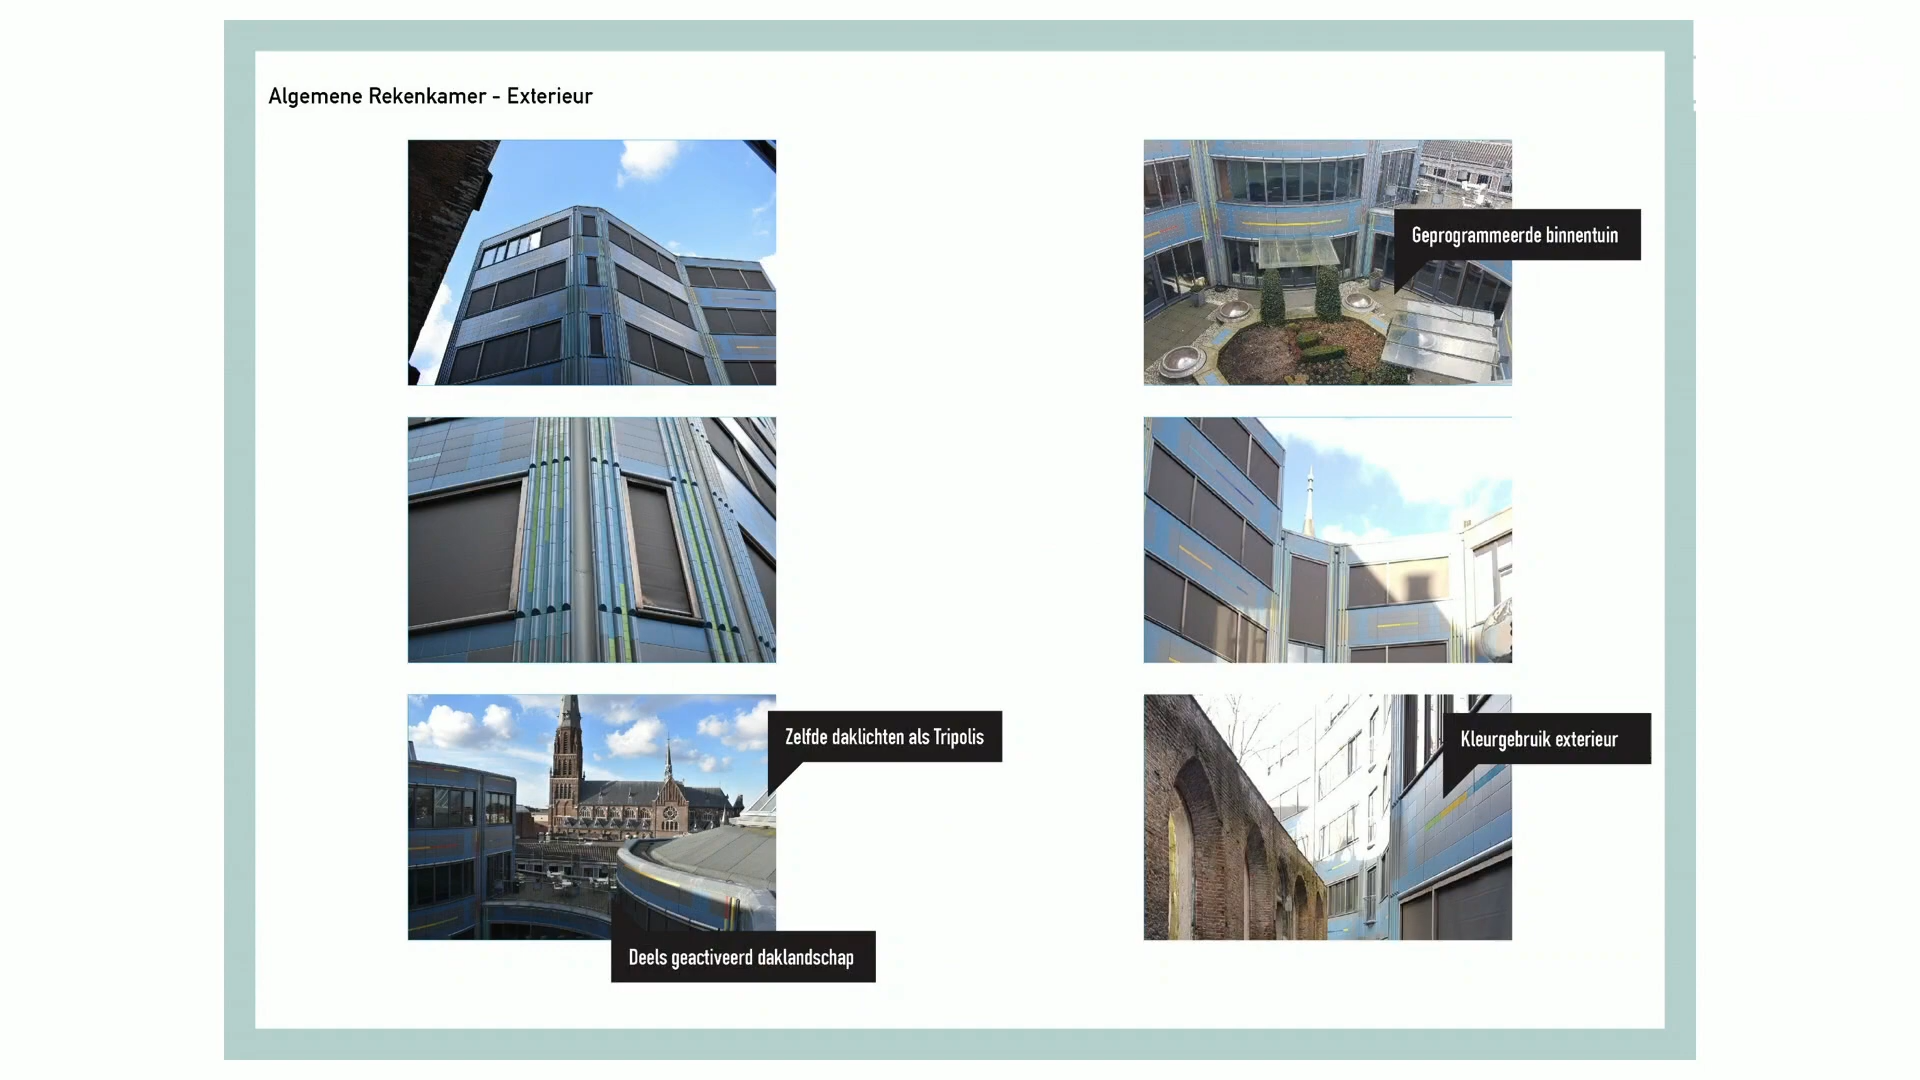 Algemene Rekenkamer - Exterieur
Geprogrammeerde binnentuin
Zelfde daklichten als Tripolis
Kleurgebruik exterieur
Deels geactiveerd daklandschap